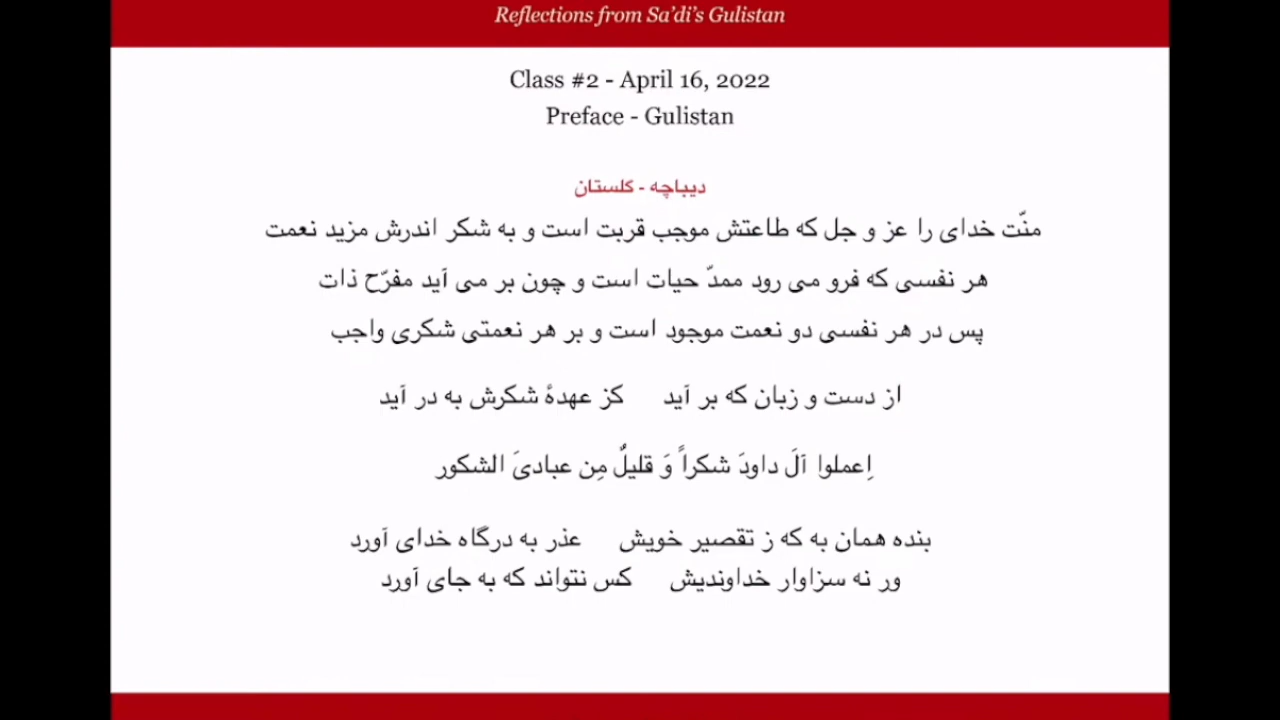 Reflections from Sa’di’s Gulistan
Class #2 - April 16, 2022
Preface - Gulistan
دیباچه - گلستان
منّت خدای را عز و جل که طاعتش موجب قربت است و به شکر اندرش مزید نعمت
هر نفسی که فرو می رود ممدّ حیات است و چون بر می آید مفرّح ذات
پس در هر نفسی دو نعمت موجود است و بر هر نعمتی شکری واجب
از دست و زبان که بر آید کز عهدهٔ شکرش به در آید
اِعملوا آلَ داودَ شکراً وَ قلیلٌ مِن عبادیَ الشکور
بنده همان به که ز تقصیر خویش عذر به درگاه خدای آورد
ور نه سزاوار خداوندیش کس نتواند که به جای آورد